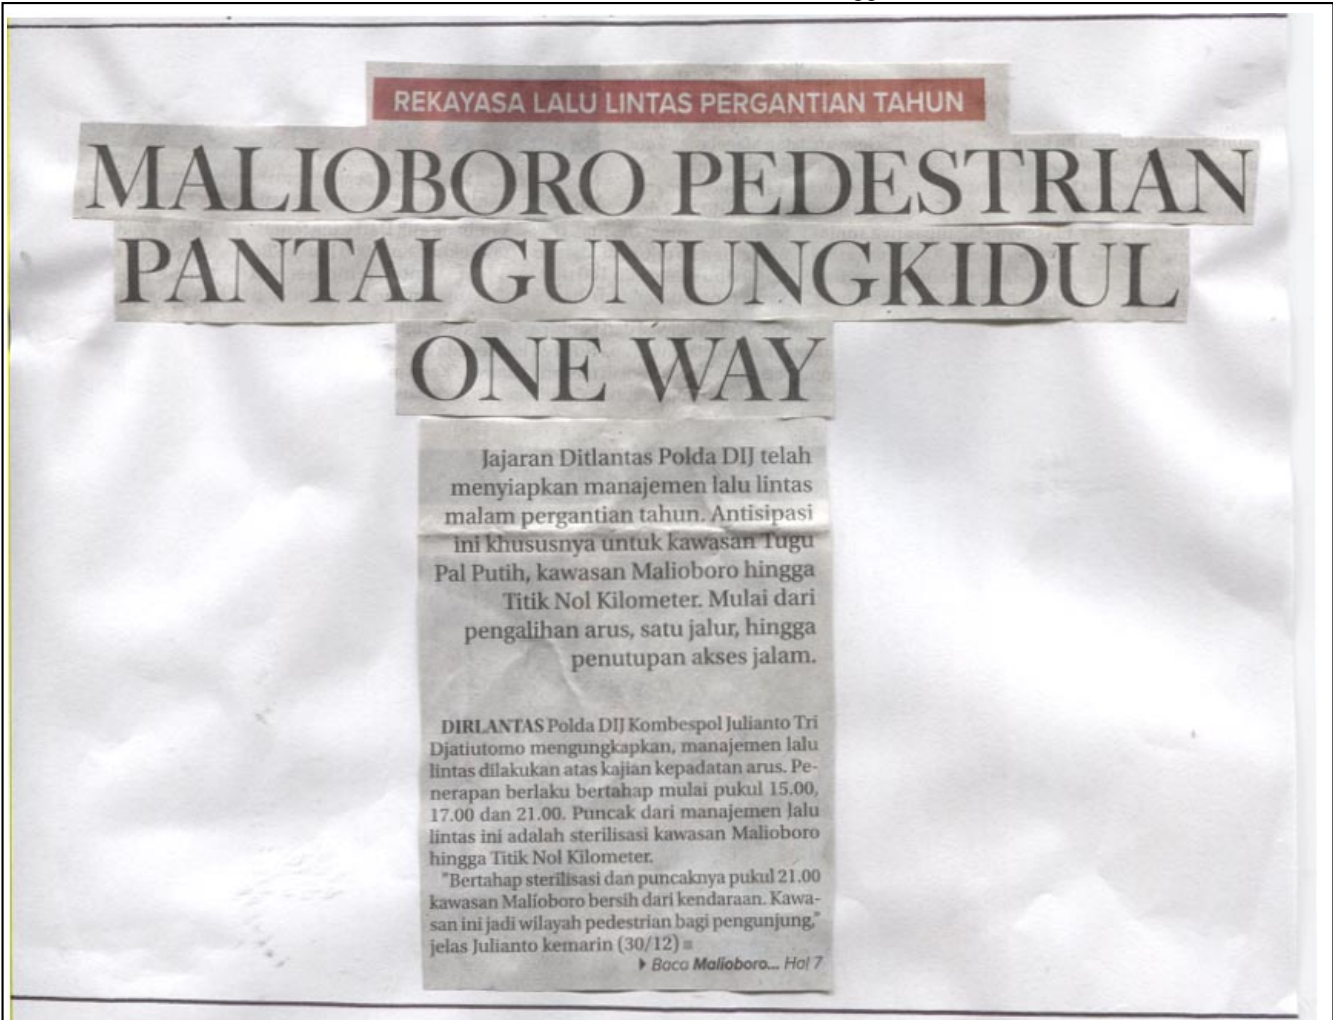 REKAYASA LALU LINTAS PERGANTIAN TAHUN
MALIOBORO PEDESTRIAN
PANTAI GUNUNGKIDUL
ONE WAY
Jajaran Ditlantas Polda DIJ telah
menyiapkan manajemen lalu lintas
malam pergantian tahun. Antisipasi
ini khususnya untuk kawasan Tugu
Pal Putih, kawasan Malioboro hingga
Titik Nol Kilometer. Mulai dari
pengalihan arus, satu jalur, hingga
penutupan akses jalam.
DIRLANTAS Polda DIJ Kombespol Julianto Tri
Djatiutomo mengungkapkan, manajemen lalu
lintas dilakukan atas kajian kepadatan arus. Pe-
nerapan berlaku bertahap mulai pukul 15.00,
17.00 dan 21.00. Puncak dari manajemen lalu
lintas ini adalah sterilisasi kawasan Malioboro
hingga Titik Nol Kilometer.
"Bertahap sterilisasi dan puncaknya pukul 21.00
kawasan Malioboro bersih dari kendaraan. Kawa-
san ini jadi wilayah pedestrian bagi pengunjung,"
jelas Julianto kemarin (30/12)
Baca Malioboro... Hal 7